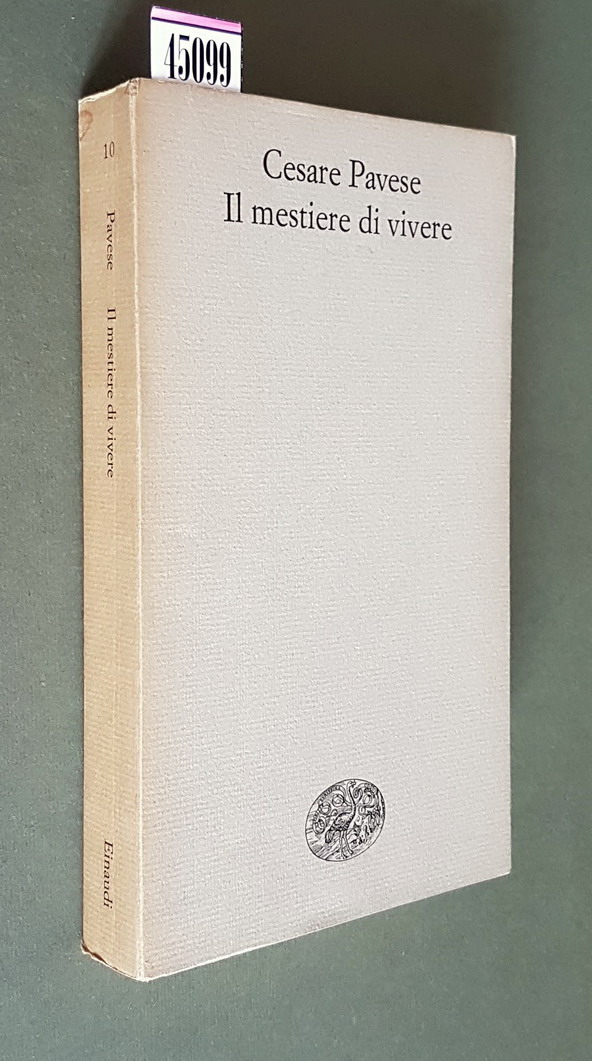 45099
Cesare Pavese
Il mestiere di vivere
10
Pavese
Il mestiere di vivere
Einaudi